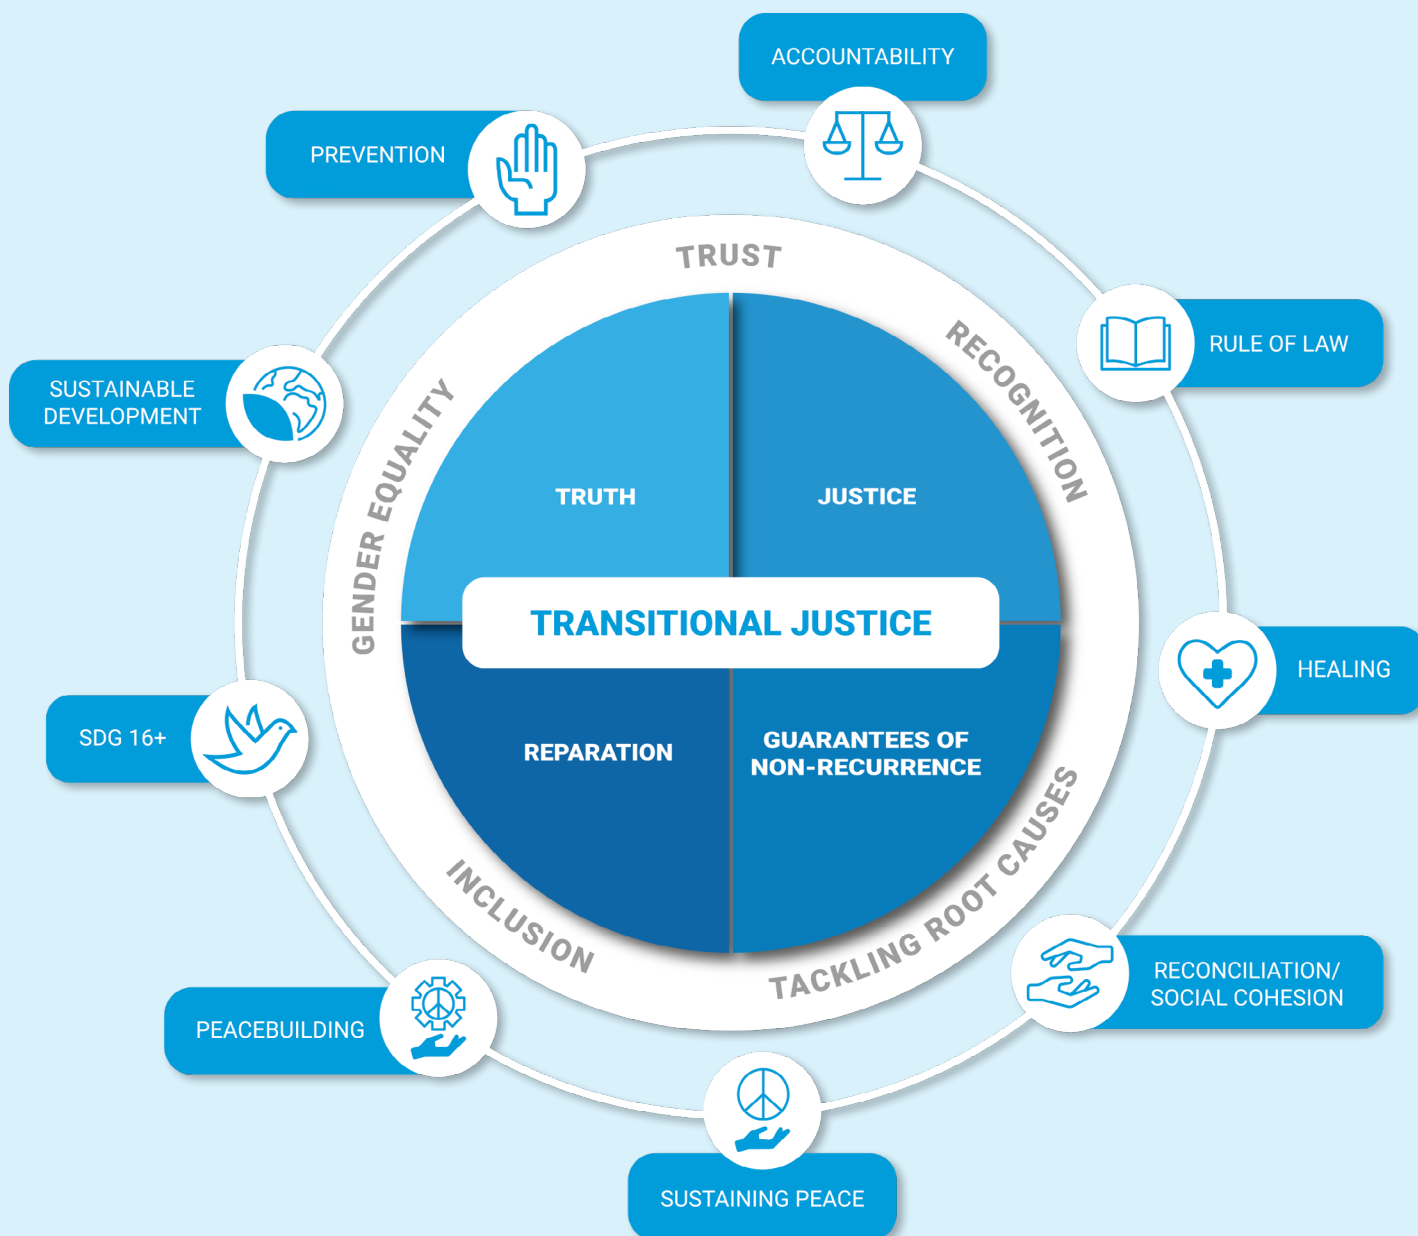 ACCOUNTABILITY
PREVENTION
RULE OF LAW
SUSTAINABLE
DEVELOPMENT
HEALING
SDG 16+
RECONCILIATION/
SOCIAL COHESION
PEACEBUILDING
SUSTAINING PEACE
TRUST
RECOGNITION
GENDER EQUALITY
TACKLING ROOT CAUSES
INCLUSION
TRUTH
JUSTICE
TRANSITIONAL JUSTICE
REPARATION
GUARANTEES OF
NON-RECURRENCE